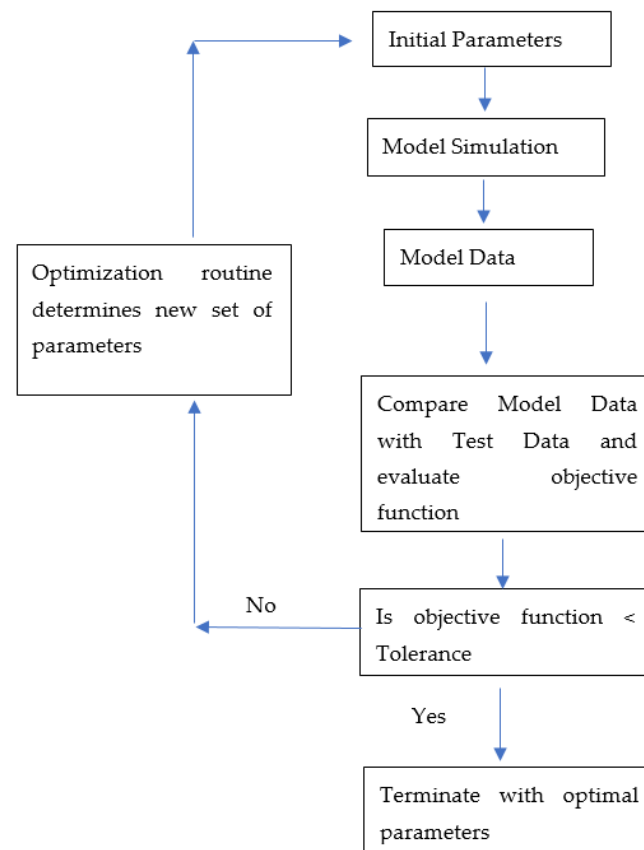 Initial Parameters
Model Simulation
Model Data
Optimization routine
determines new set of
parameters
Compare Model Data
with Test Data and
evaluate objective
function
No
Is objective function <
Tolerance
Yes
Terminate with optimal
parameters